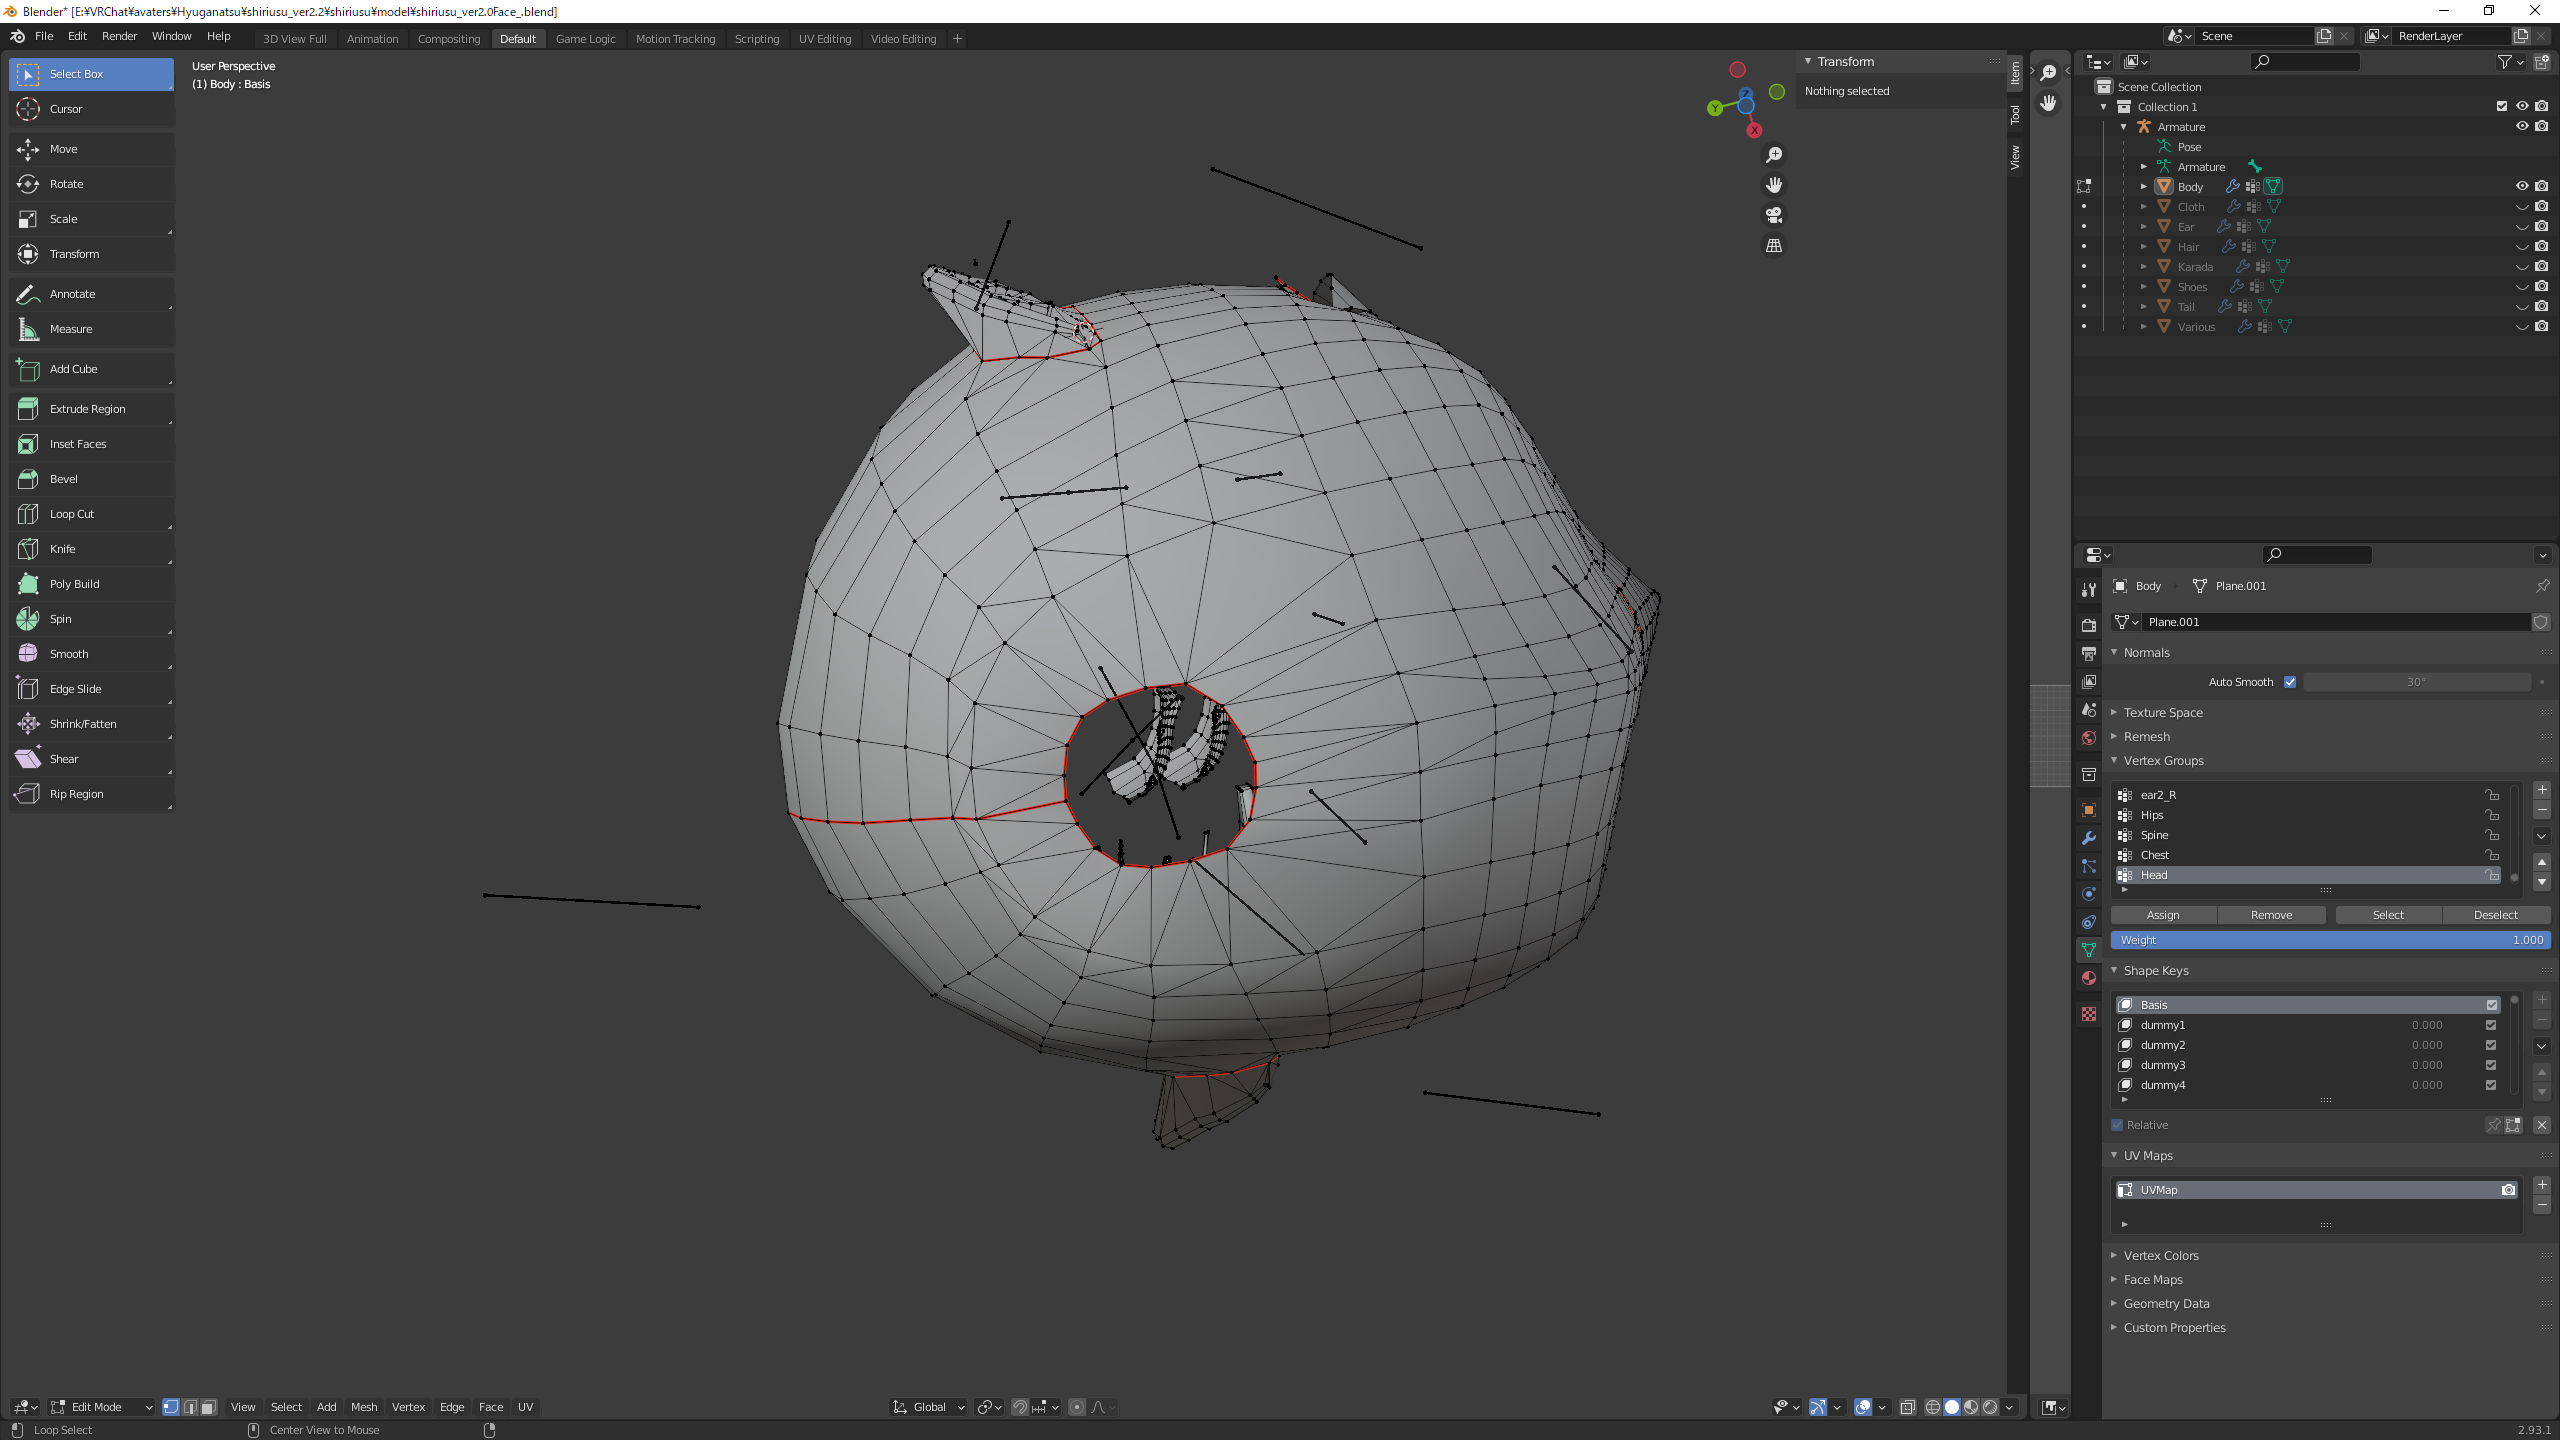 Blender* [E:¥VRChat¥avaters¥Hyuganatsu¥shiriusu_ver2.2¥shiriusu¥model¥shiriusu_ver2.0Face_.blend]
File Edit Render Window Help 3D View Full Animation Compositing Default Game Logic Motion Tracking Scripting UV Editing Video Editing + Scene RenderLayer
User Perspective
(1) Body : Basis
Select Box
Cursor
Move
Rotate
Scale
Transform
Annotate
Measure
Add Cube
Extrude Region
Inset Faces
Bevel
Loop Cut
Knife
Poly Build
Spin
Smooth
Edge Slide
Shrink/Fatten
Shear
Rip Region
Z
Y
X
Transform
Nothing selected
Item
Tool
View
Scene Collection
Collection 1
Armature
Pose
Armature
Body
Cloth
Ear
Hair
Karada
Shoes
Tail
Various
Body Plane.001
Plane.001
Normals
Auto Smooth 30°
Texture Space
Remesh
Vertex Groups
ear2_R
Hips
Spine
Chest
Head
Assign Remove Select Deselect
Weight 1.000
Shape Keys
Basis
dummy1 0.000
dummy2 0.000
dummy3 0.000
dummy4 0.000
Relative
UV Maps
UVMap
Vertex Colors
Face Maps
Geometry Data
Custom Properties
Edit Mode View Select Add Mesh Vertex Edge Face UV Global
Loop Select Center View to Mouse 2.93.1